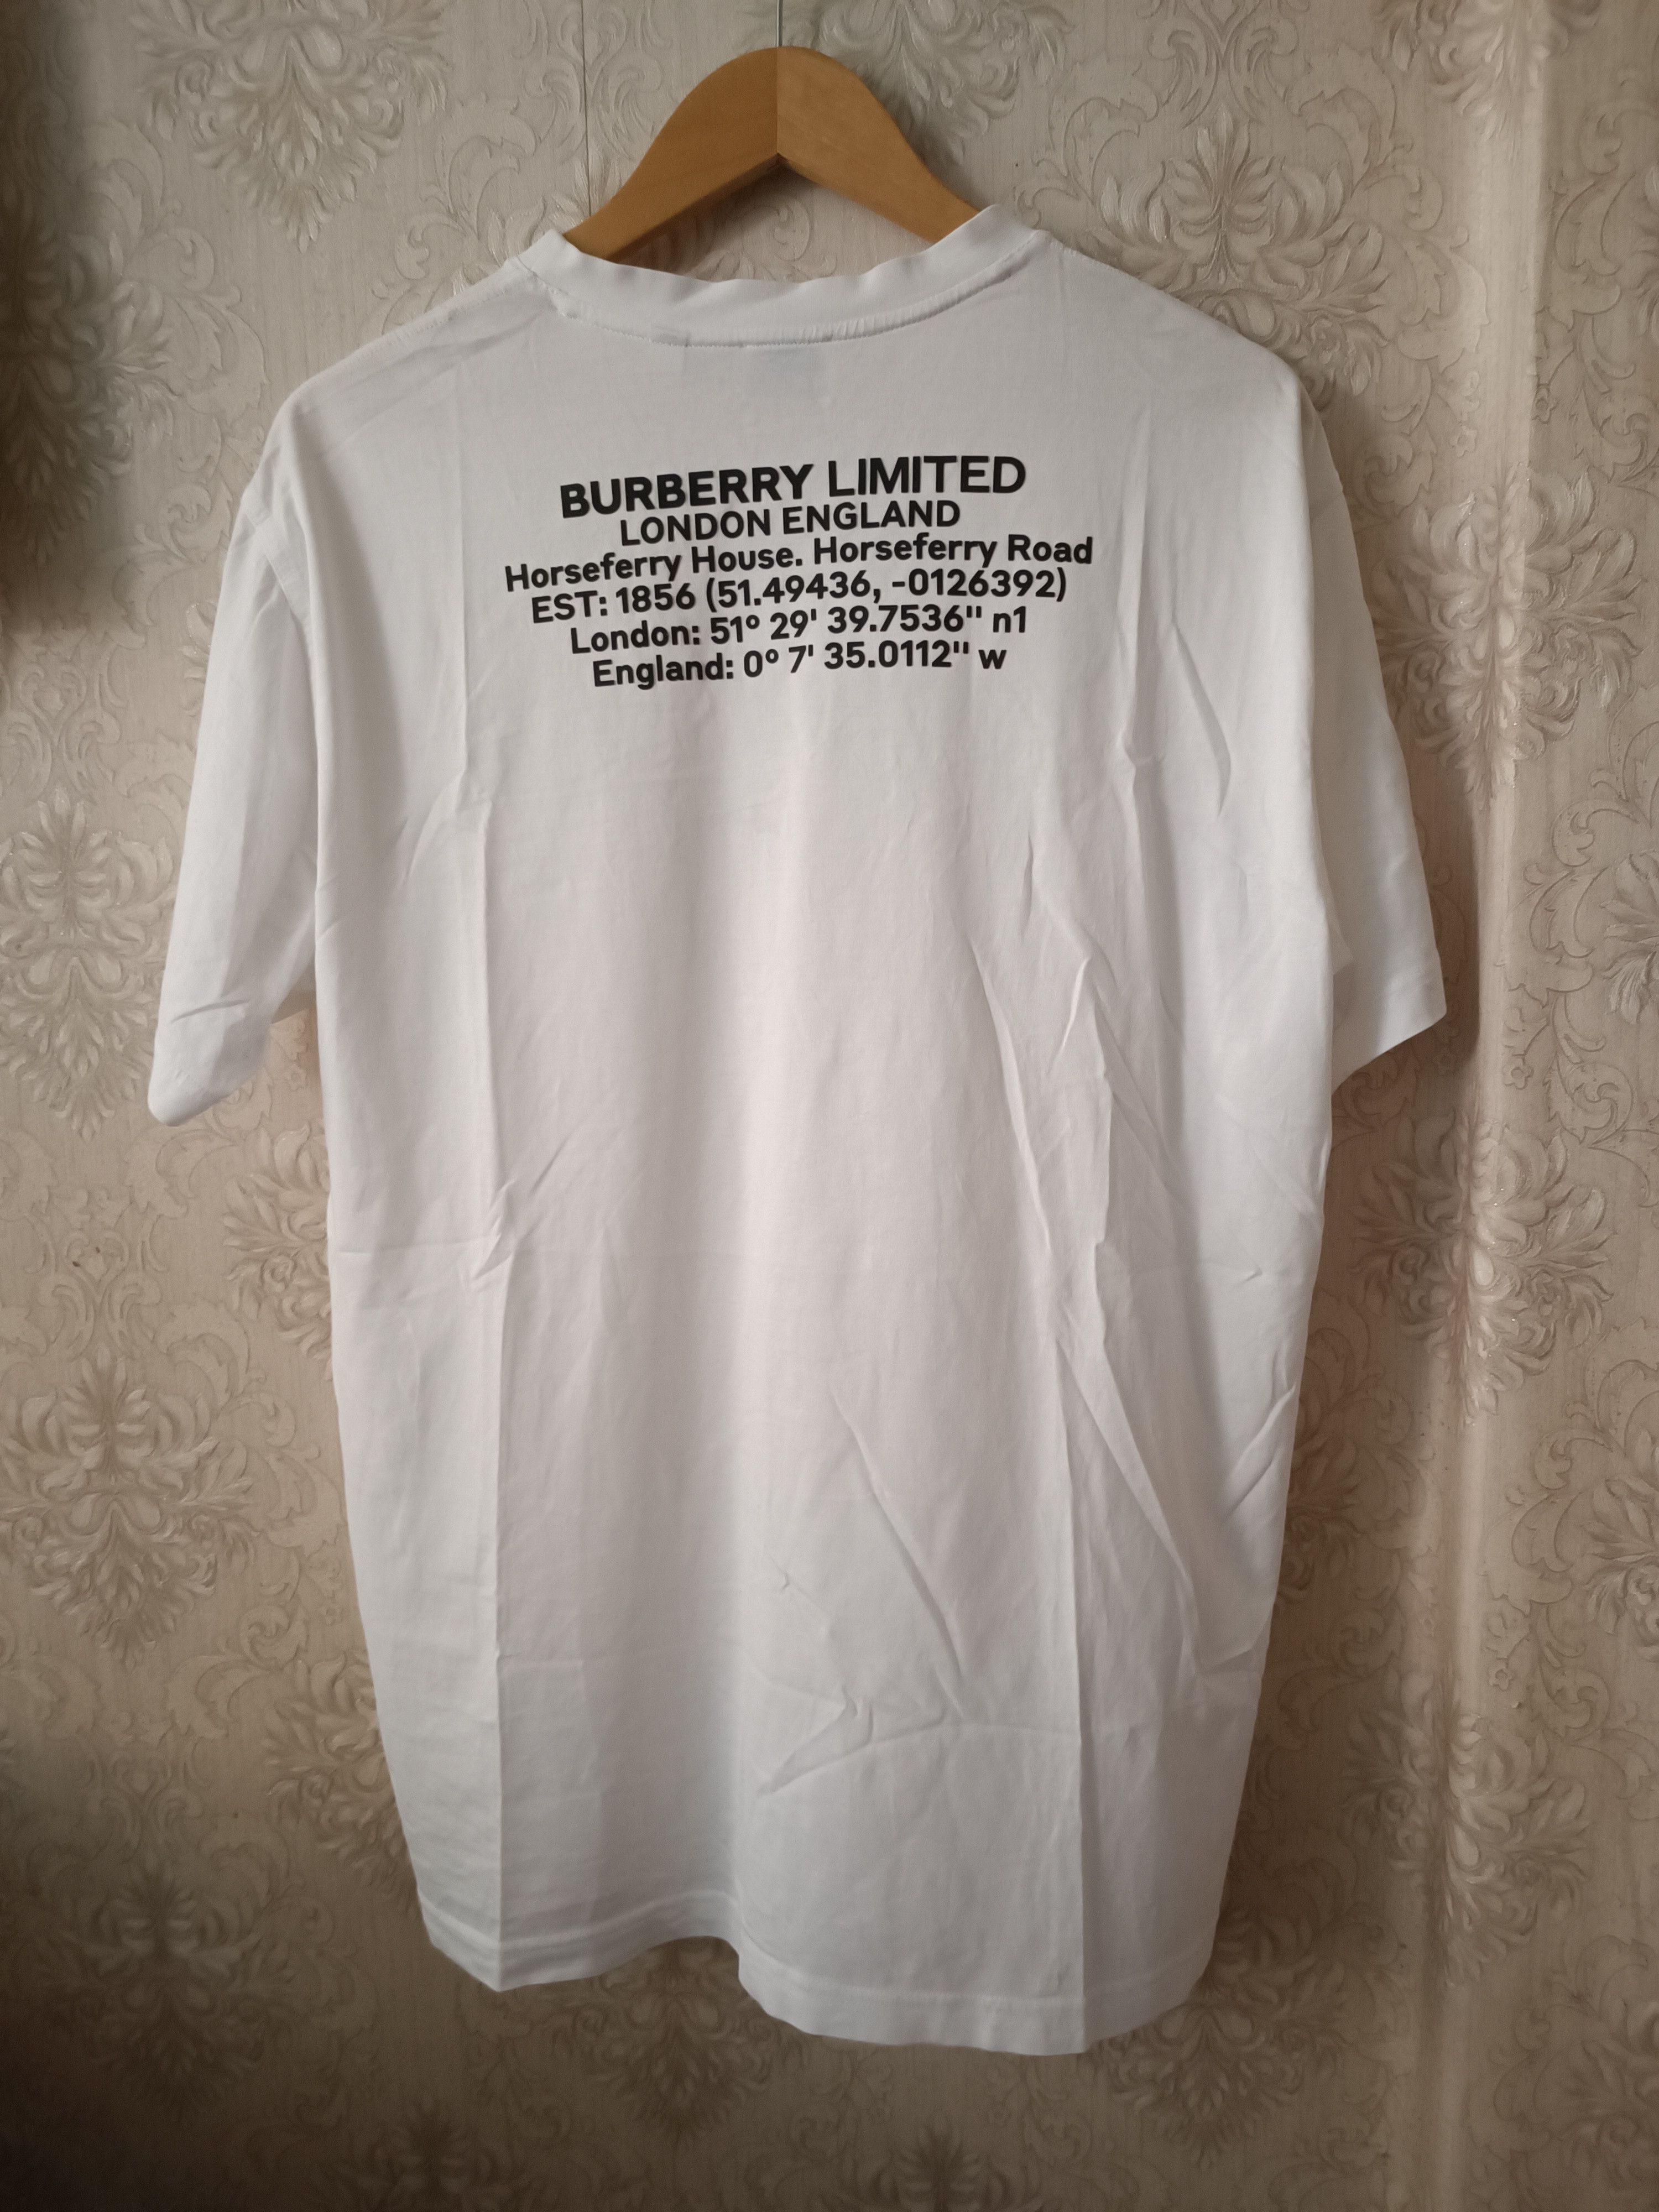 BURBERRY LIMITED
LONDON ENGLAND
Horseferry House. Horseferry Road
EST: 1856 (51.49436, -0126392)
London: 51º 29' 39.7536" n1
England: 0º 7' 35.0112" w